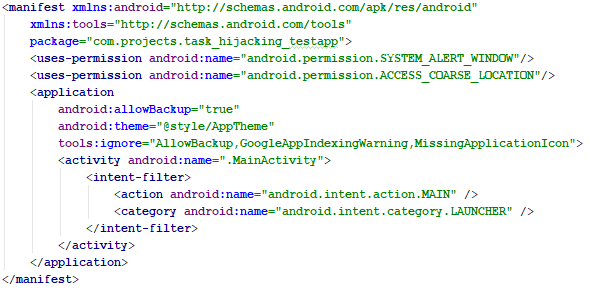 <manifest xmlns:android="http://schemas.android.com/apk/res/android"
    xmlns:tools="http://schemas.android.com/tools"
    package="com.projects.task_hijacking_testapp">
    <uses-permission android:name="android.permission.SYSTEM_ALERT_WINDOW"/>
    <uses-permission android:name="android.permission.ACCESS_COARSE_LOCATION"/>
    <application
        android:allowBackup="true"
        android:theme="@style/AppTheme"
        tools:ignore="AllowBackup,GoogleAppIndexingWarning,MissingApplicationIcon">
        <activity android:name=".MainActivity">
            <intent-filter>
                <action android:name="android.intent.action.MAIN" />
                <category android:name="android.intent.category.LAUNCHER" />
            </intent-filter>
        </activity>
    </application>
</manifest>